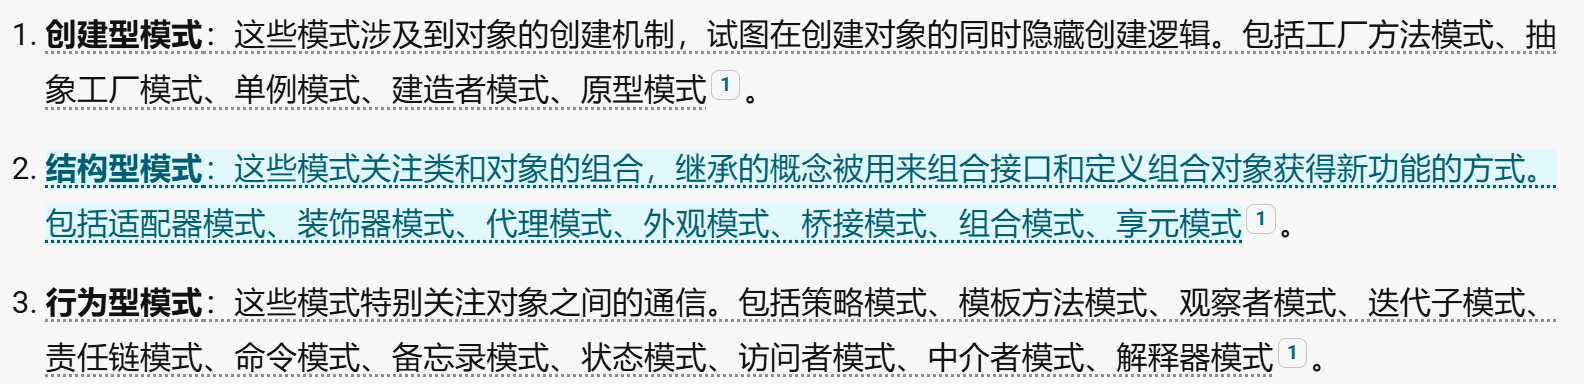 1. 创建型模式：这些模式涉及到对象的创建机制，试图在创建对象的同时隐藏创建逻辑。包括工厂方法模式、抽
象工厂模式、单例模式、建造者模式、原型模式 1 。
2. 结构型模式：这些模式关注类和对象的组合，继承的概念被用来组合接口和定义组合对象获得新功能的方式。
包括适配器模式、装饰器模式、代理模式、外观模式、桥接模式、组合模式、享元模式 1 。
3. 行为型模式：这些模式特别关注对象之间的通信。包括策略模式、模板方法模式、观察者模式、迭代子模式、
责任链模式、命令模式、备忘录模式、状态模式、访问者模式、中介者模式、解释器模式 1 。